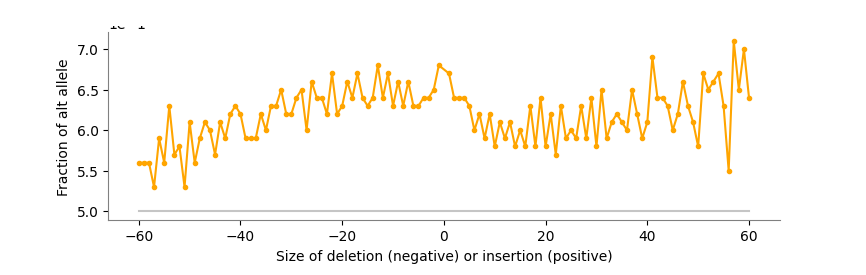 7.0
6.5
6.0
5.5
5.0
Fraction of alt allele
−60 −40 −20 0 20 40 60
Size of deletion (negative) or insertion (positive)